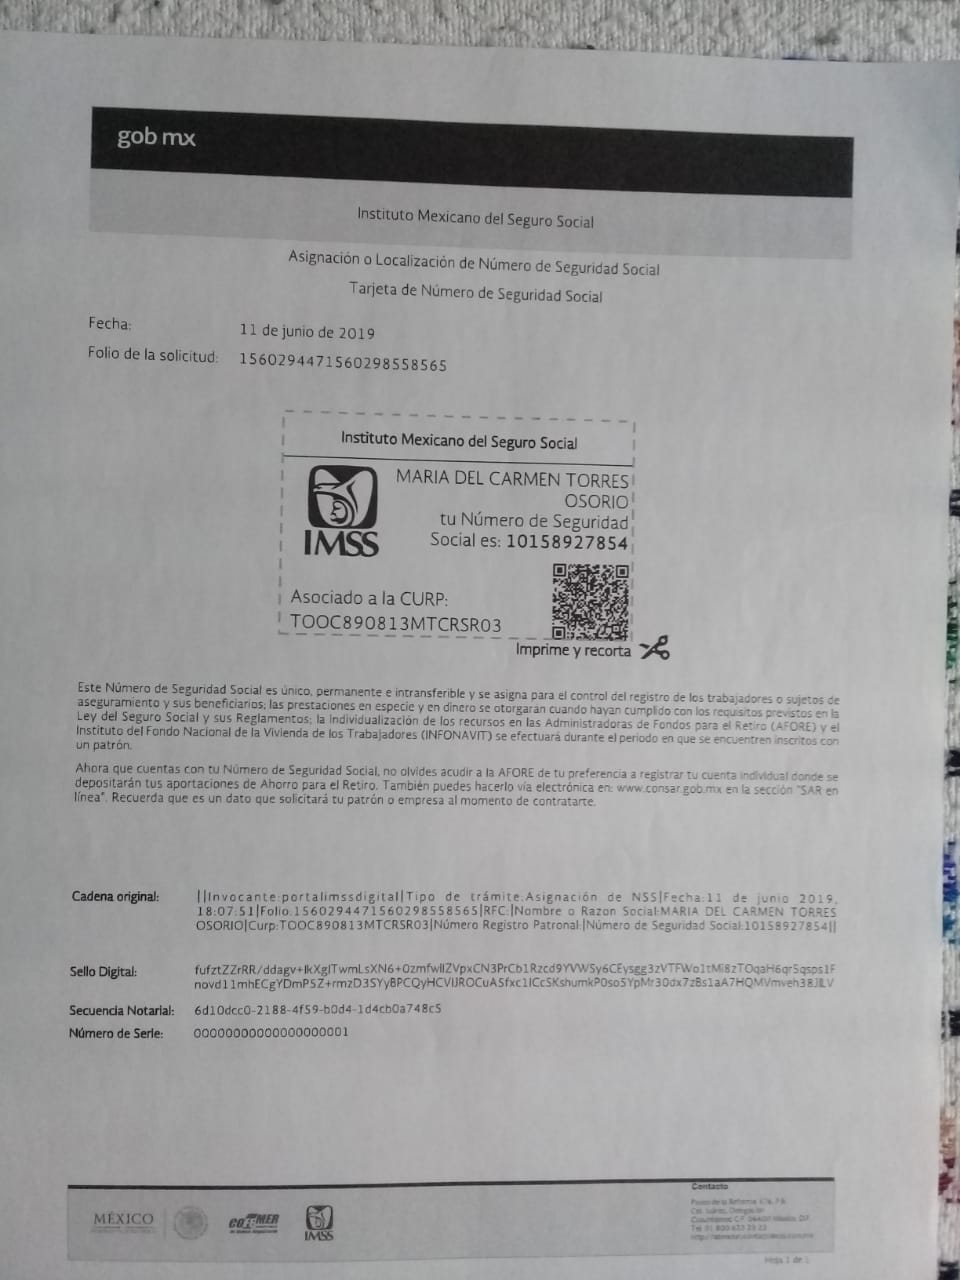 gob mx
Instituto Mexicano del Seguro Social
Asignación o Localización de Número de Seguridad Social
Tarjeta de Número de Seguridad Social
Fecha: 11 de junio de 2019
Folio de la solicitud: 1560294471560298558565
Instituto Mexicano del Seguro Social
MARIA DEL CARMEN TORRES
OSORIO
tu Número de Seguridad
Social es: 10158927854
IMSS
Asociado a la CURP:
TOOC890813MTCRSR03
Imprime y recorta
Este Número de Seguridad Social es único, permanente e intransferible y se asigna para el control del registro de los trabajadores o sujetos de
aseguramiento y sus beneficiarios; las prestaciones en especie y en dinero se otorgarán cuando hayan cumplido con los requisitos previstos en la
Ley del Seguro Social y sus Reglamentos; la individualización de los recursos en las Administradoras de Fondos para el Retiro (AFORE) y el
Instituto del Fondo Nacional de la Vivienda de los Trabajadores (INFONAVIT) se efectuará durante el periodo en que se encuentren inscritos con
un patrón.
Ahora que cuentas con tu Número de Seguridad Social, no olvides acudir a la AFORE de tu preferencia a registrar tu cuenta individual donde se
depositarán tus aportaciones de Ahorro para el Retiro. También puedes hacerlo vía electrónica en: www.consar.gob.mx en la sección "SAR en
línea". Recuerda que es un dato que solicitará tu patrón o empresa al momento de contratarte.
Cadena original: ||Invocante:portalimssdigital|Tipo de trámite:Asignación de NSS|Fecha:11 de junio 2019,
18:07:51|Folio:1560294471560298558565|RFC:|Nombre o Razon Social:MARIA DEL CARMEN TORRES
OSORIO|Curp:TOOC890813MTCRSR03|Número Registro Patronal:|Número de Seguridad Social:10158927854||
Sello Digital:
Secuencia Notarial: 6d10dcc0-2188-4f59-b0d4-1d4cb0a748c5
Número de Serie: 00000000000000000001
MÉXICO
COFEMER
IMSS
Contacto
Hoja 1 de 1